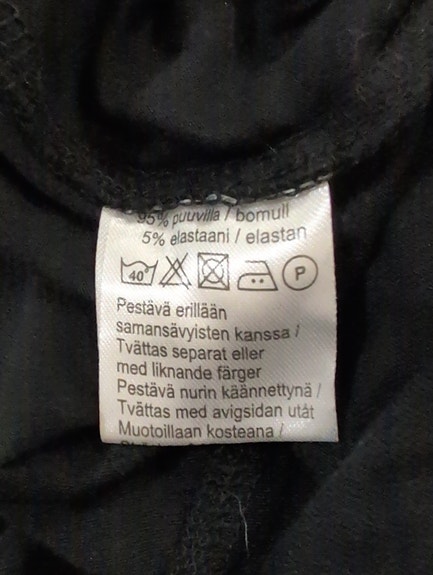 95% puuvilla / bomull
5% elastaani / elastan
40° P
Pestävä erillään
samansävyisten kanssa /
Tvättas separat eller
med liknande färger
Pestävä nurin käännettynä /
Tvättas med avigsidan utåt
Muotoillaan kosteana /